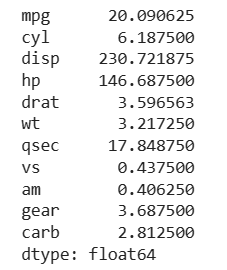 mpg 20.090625
cyl 6.187500
disp 230.721875
hp 146.687500
drat 3.596563
wt 3.217250
qsec 17.848750
vs 0.437500
am 0.406250
gear 3.687500
carb 2.812500
dtype: float64